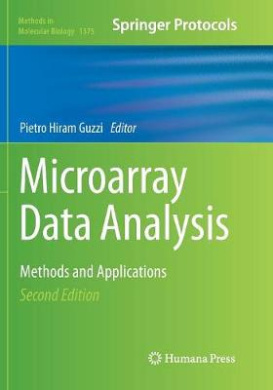 Methods in
Molecular Biology 1375
Springer Protocols
Pietro Hiram Guzzi Editor
Microarray
Data Analysis
Methods and Applications
Second Edition
Humana Press